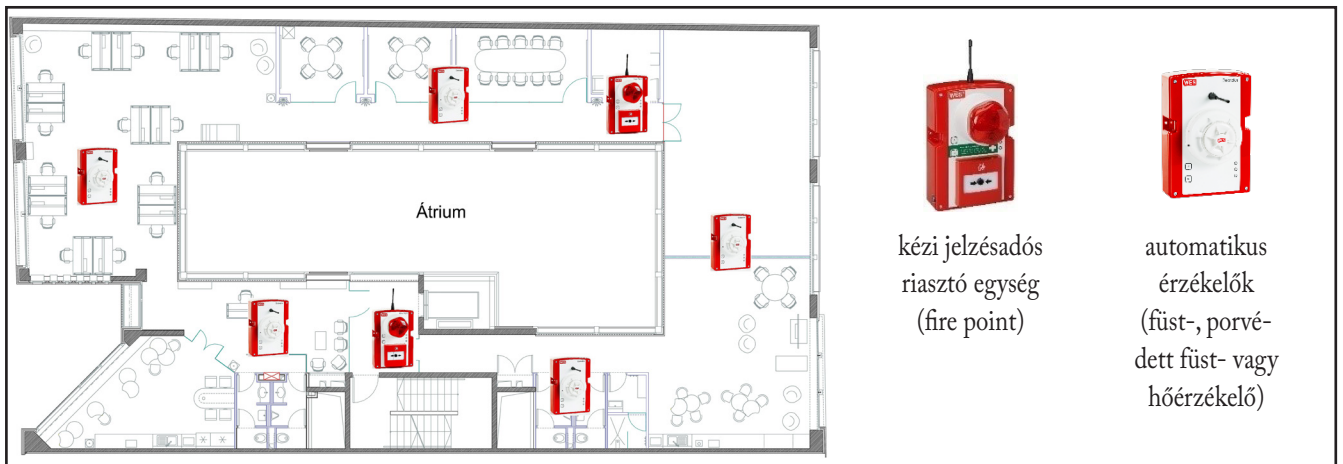 Átrium
kézi jelzésadós
riasztó egység
(fire point)
automatikus
érzékelők
(füst-, porvé-
dett füst- vagy
hőérzékelő)